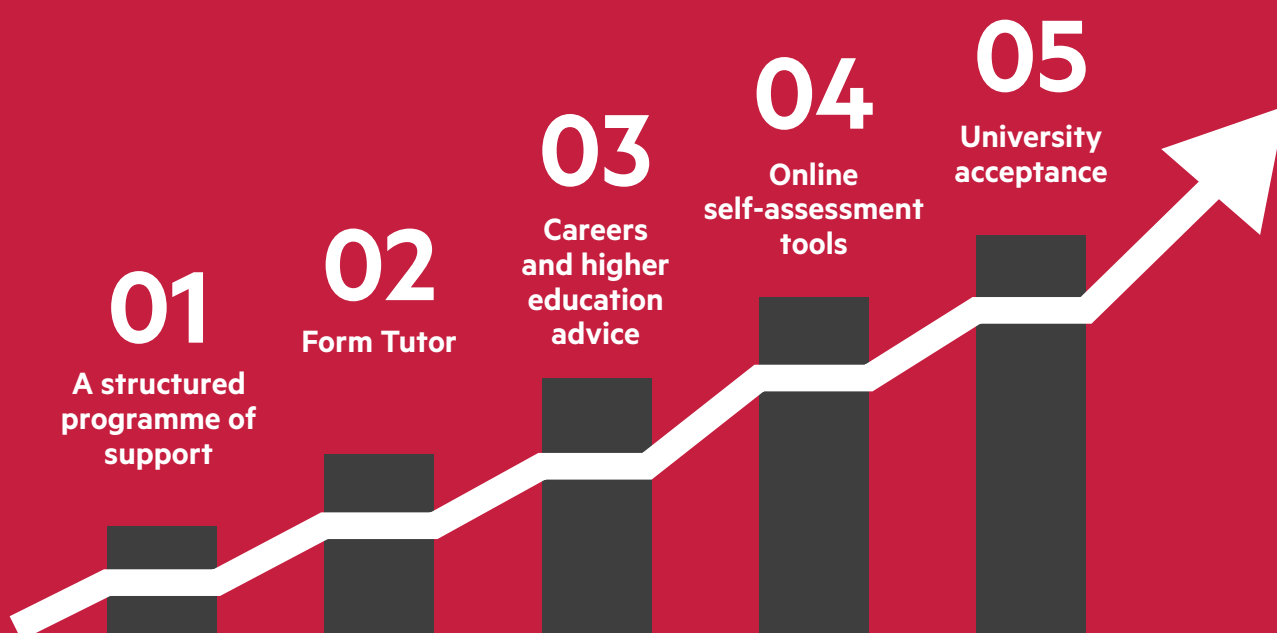 01
A structured
programme of
support
02
Form Tutor
03
Careers
and higher
education
advice
04
Online
self-assessment
tools
05
University
acceptance